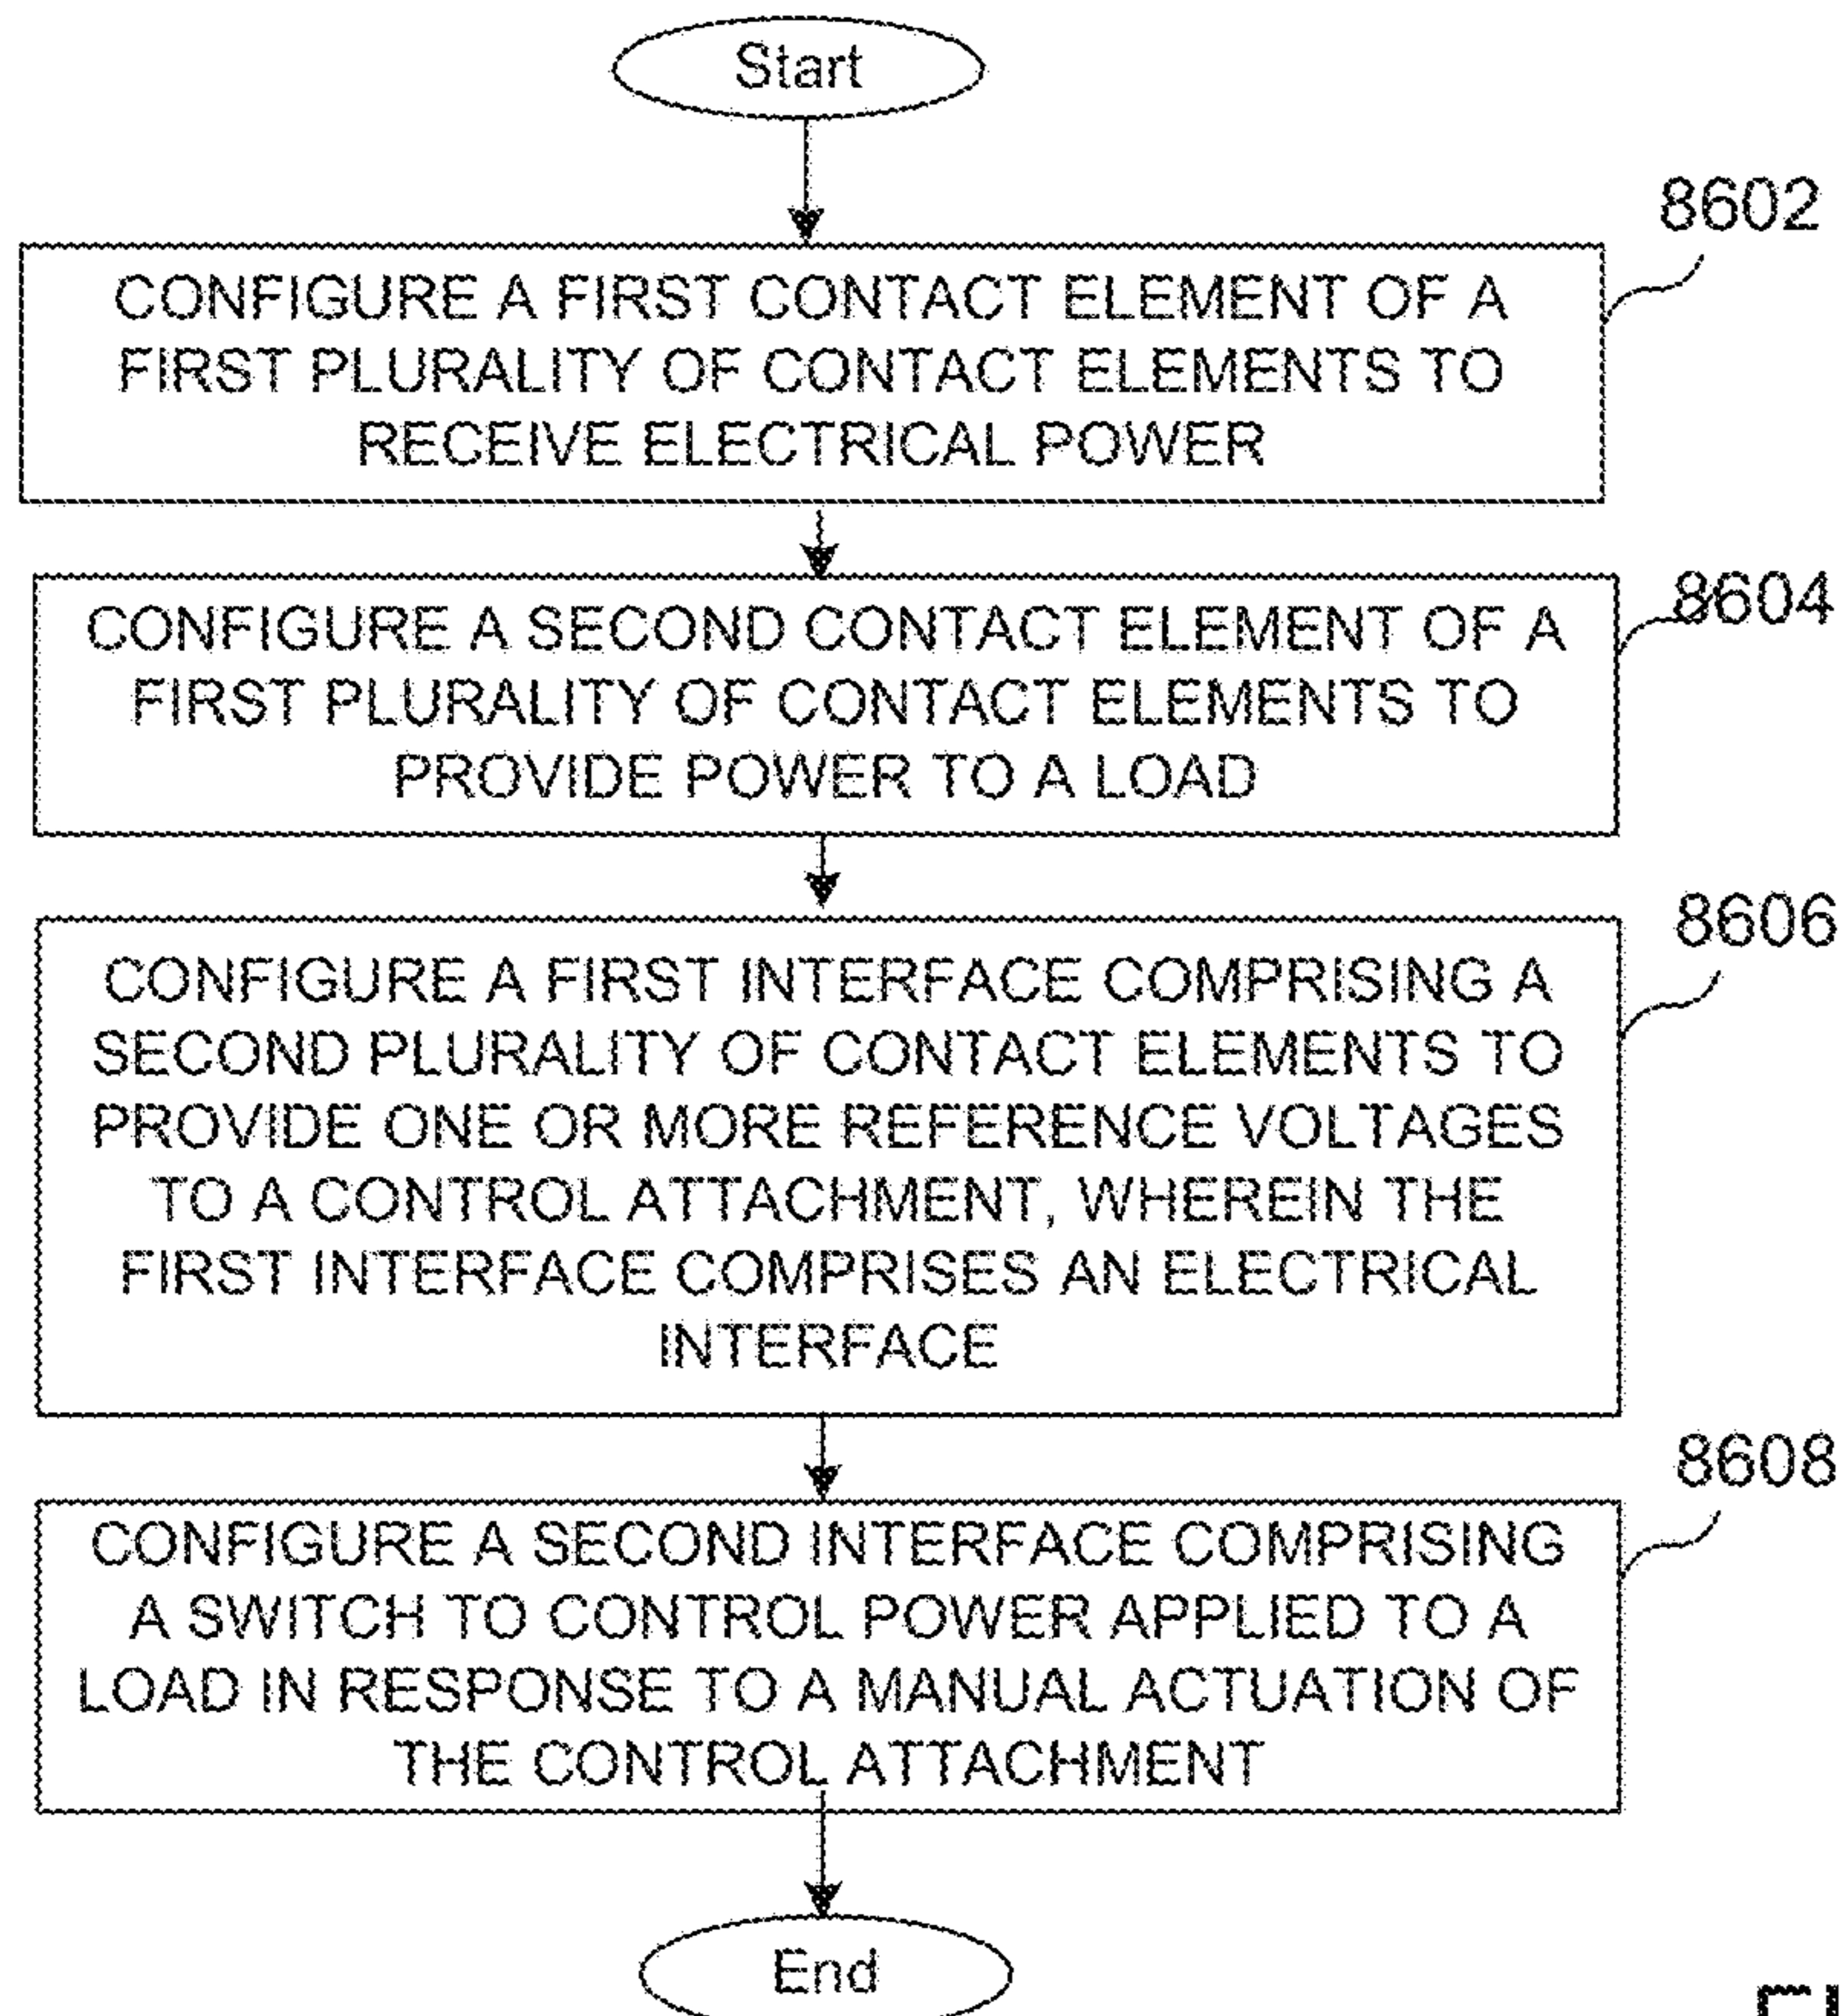 Start
8602
CONFIGURE A FIRST CONTACT ELEMENT OF A
FIRST PLURALITY OF CONTACT ELEMENTS TO
RECEIVE ELECTRICAL POWER
8604
CONFIGURE A SECOND CONTACT ELEMENT OF A
FIRST PLURALITY OF CONTACT ELEMENTS TO
PROVIDE POWER TO A LOAD
8606
CONFIGURE A FIRST INTERFACE COMPRISING A
SECOND PLURALITY OF CONTACT ELEMENTS TO
PROVIDE ONE OR MORE REFERENCE VOLTAGES
TO A CONTROL ATTACHMENT, WHEREIN THE
FIRST INTERFACE COMPRISES AN ELECTRICAL
INTERFACE
8608
CONFIGURE A SECOND INTERFACE COMPRISING
A SWITCH TO CONTROL POWER APPLIED TO A
LOAD IN RESPONSE TO A MANUAL ACTUATION OF
THE CONTROL ATTACHMENT
End